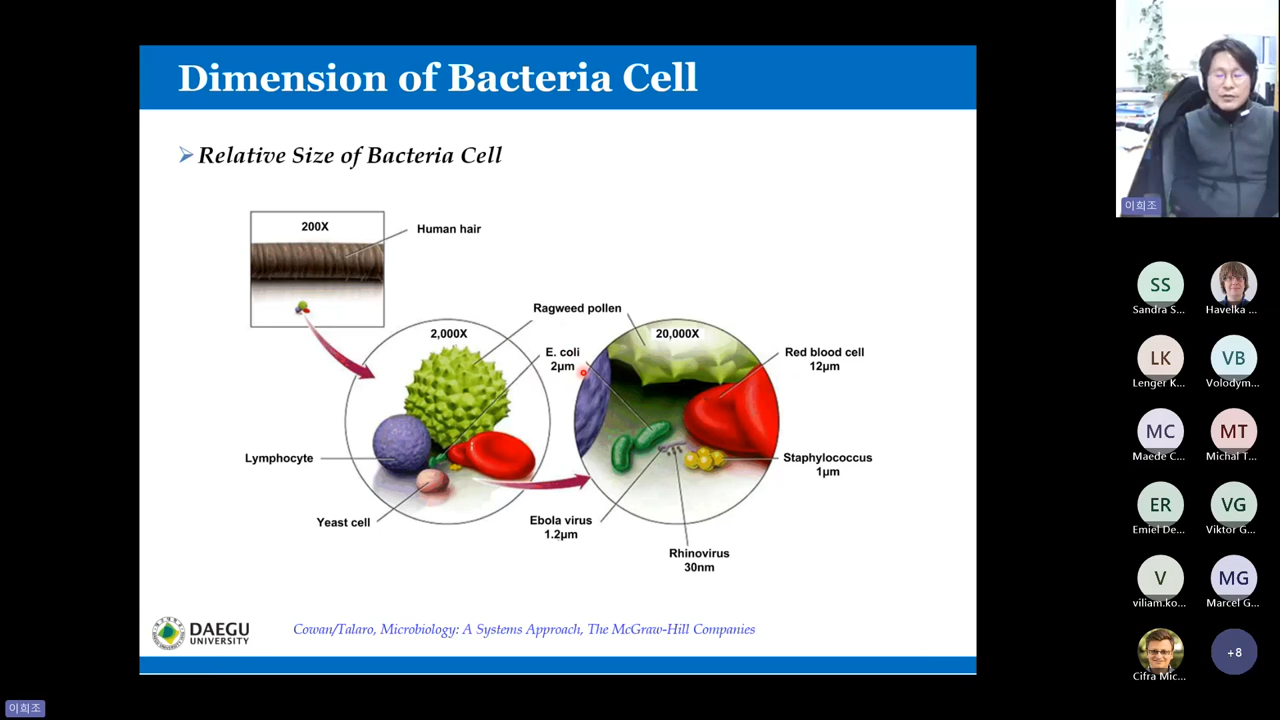 Dimension of Bacteria Cell
Relative Size of Bacteria Cell
200X
Human hair
Ragweed pollen
2,000X
20,000X
E. coli
2µm
Red blood cell
12µm
Lymphocyte
Staphylococcus
1µm
Yeast cell
Ebola virus
1.2µm
Rhinovirus
30nm
DAEGU
UNIVERSITY
Cowan/Talaro, Microbiology: A Systems Approach, The McGraw-Hill Companies
이희조
이희조
SS
Sandra S...
Havelka ...
LK
Lenger K...
VB
Volodym...
MC
Maede C...
MT
Michal T...
ER
Emiel De...
VG
Viktor G...
V
viliam.ko...
MG
Marcel G...
Cifra Mic...
+8